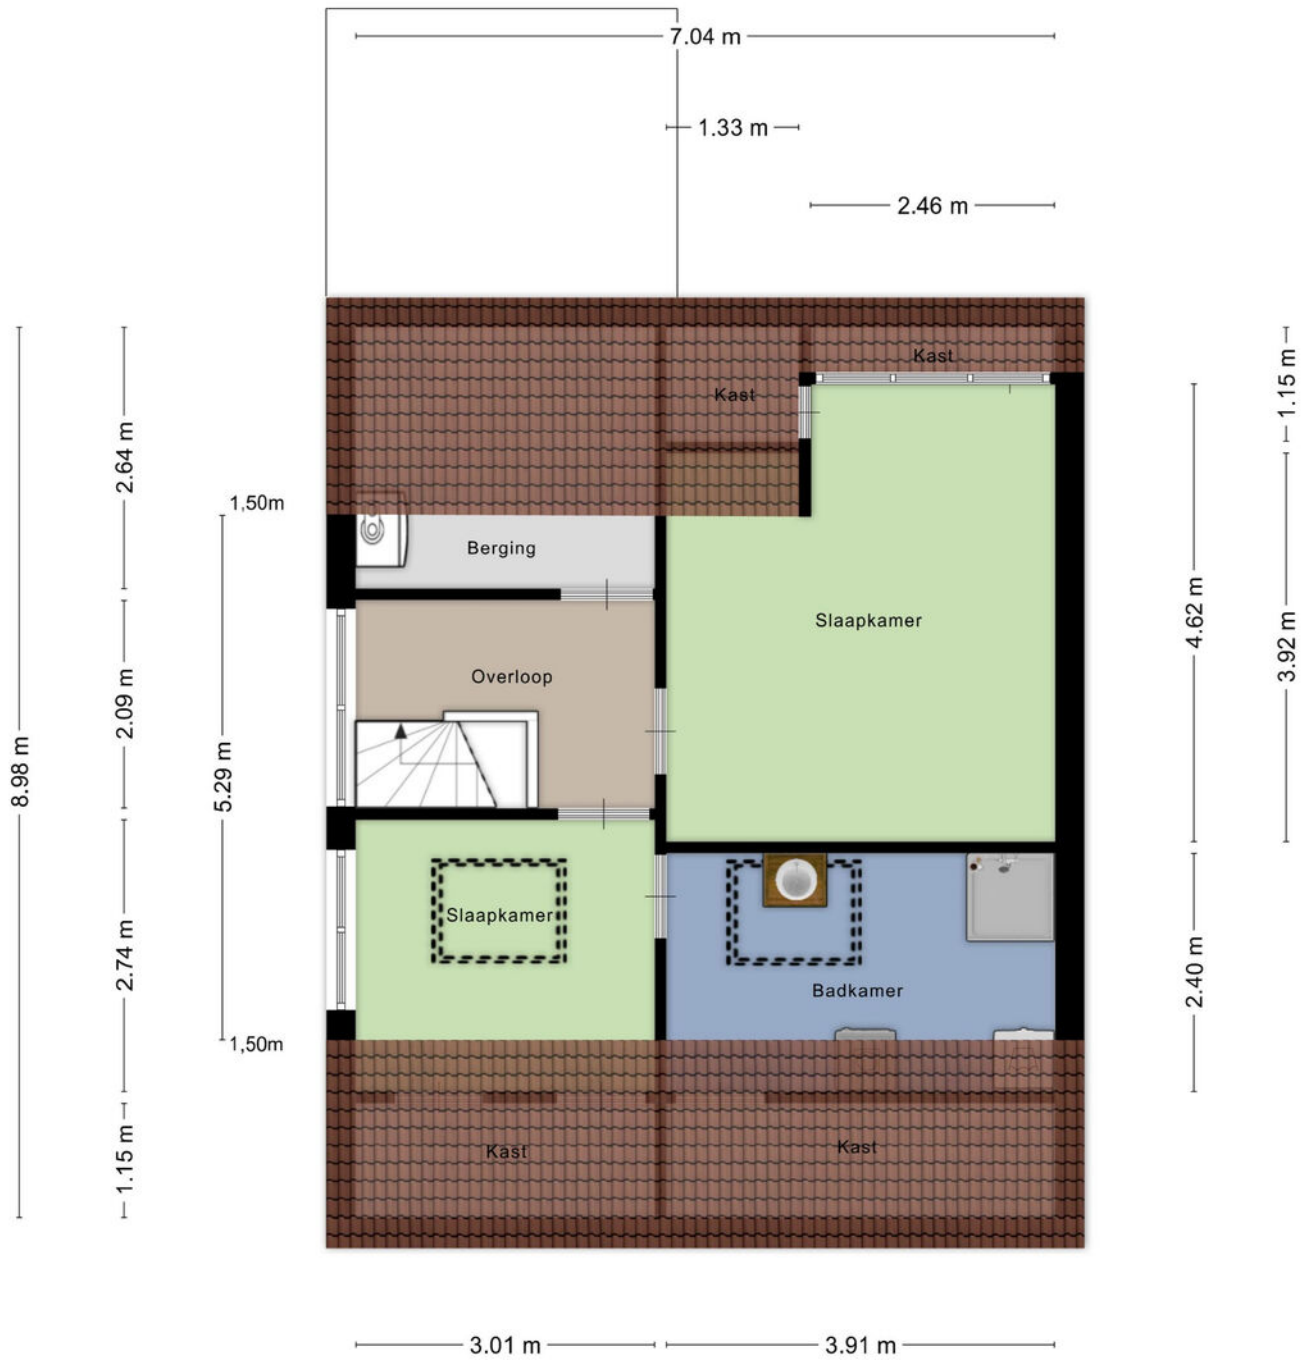 7.04 m
1.33 m
2.46 m
Kast
Kast
1.15 m
2.64 m
1,50m
Berging
4.62 m
3.92 m
Slaapkamer
Overloop
2.09 m
8.98 m
5.29 m
Slaapkamer
2.74 m
Badkamer
2.40 m
1,50m
Kast
Kast
1.15 m
3.01 m
3.91 m